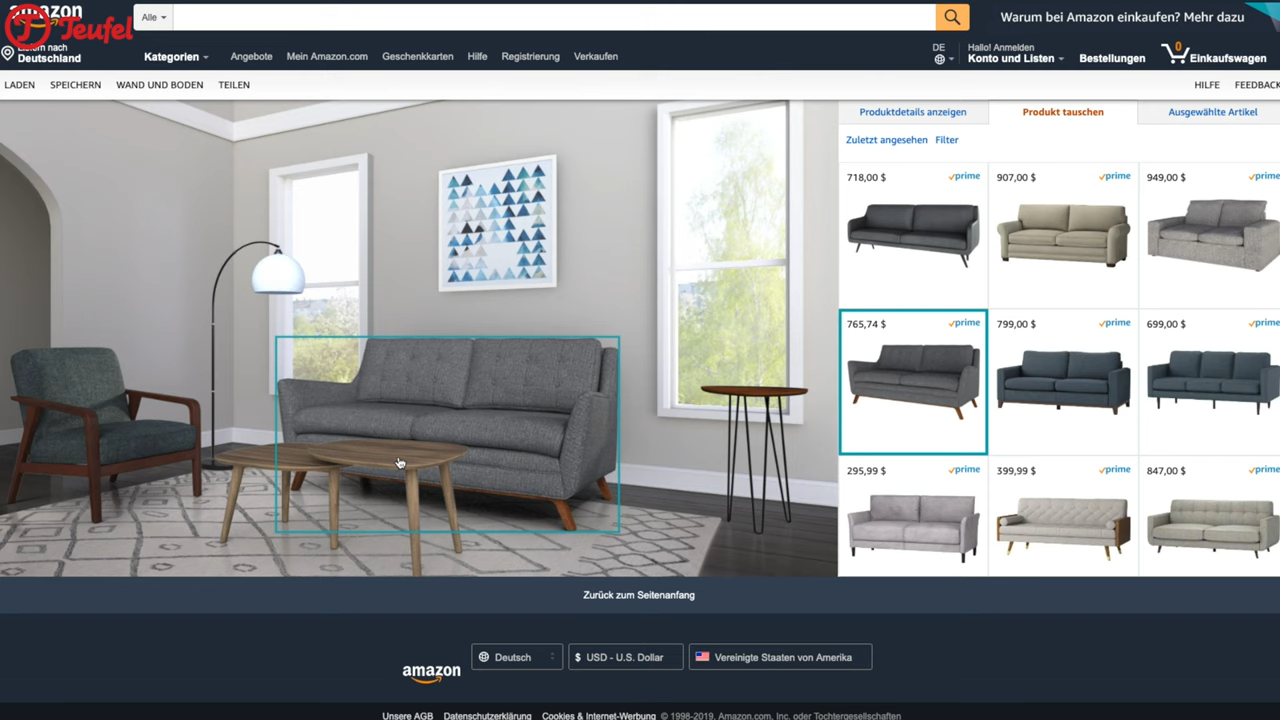 amazon
Teufel
Alle
Warum bei Amazon einkaufen? Mehr dazu
Liefern nach
Deutschland
Kategorien
Angebote
Mein Amazon.com
Geschenkkarten
Hilfe
Registrierung
Verkaufen
DE
Hallo! Anmelden
Konto und Listen
Bestellungen
0
Einkaufswagen
LADEN
SPEICHERN
WAND UND BODEN
TEILEN
HILFE
FEEDBACK
Produktdetails anzeigen
Produkt tauschen
Ausgewählte Artikel
Zuletzt angesehen
Filter
718,00 $
prime
907,00 $
prime
949,00 $
prime
765,74 $
prime
799,00 $
prime
699,00 $
prime
295,99 $
prime
399,99 $
prime
847,00 $
prime
Zurück zum Seitenanfang
amazon
Deutsch
$ USD - U.S. Dollar
Vereinigte Staaten von Amerika
Unsere AGB
Datenschutzerklärung
Cookies & Internet-Werbung
© 1998-2019, Amazon.com, Inc. oder Tochtergesellschaften